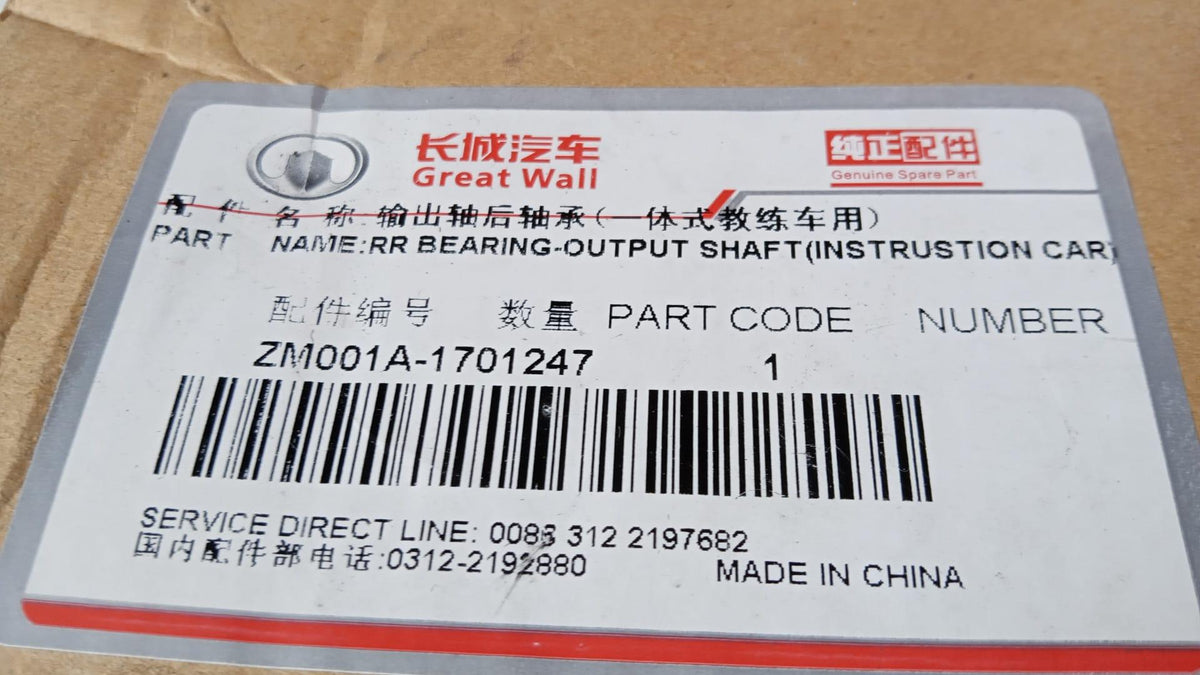 长城汽车
Great Wall
纯正配件
Genuine Spare Part
配 件 名 称 输出轴后轴承(一体式教练车用)
PART NAME:RR BEARING-OUTPUT SHAFT(INSTRUSTION CAR)
配件编号 数量 PART CODE NUMBER
ZM001A-1701247 1
SERVICE DIRECT LINE: 0086 312 2197682
国内配件部电话:0312-2192880
MADE IN CHINA